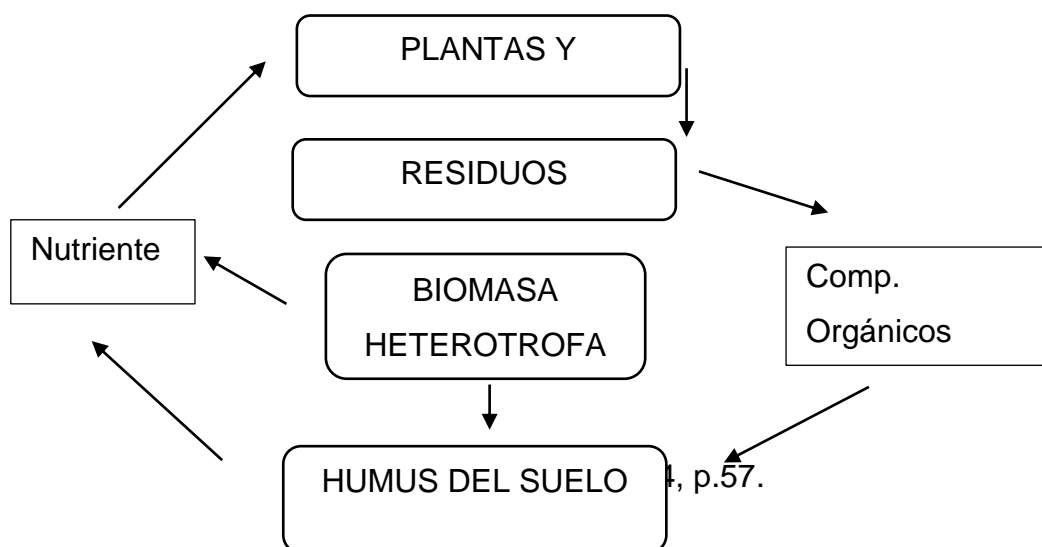 PLANTAS Y
RESIDUOS
Nutriente
BIOMASA
HETEROTROFA
Comp.
Orgánicos
HUMUS DEL SUELO
, p.57.